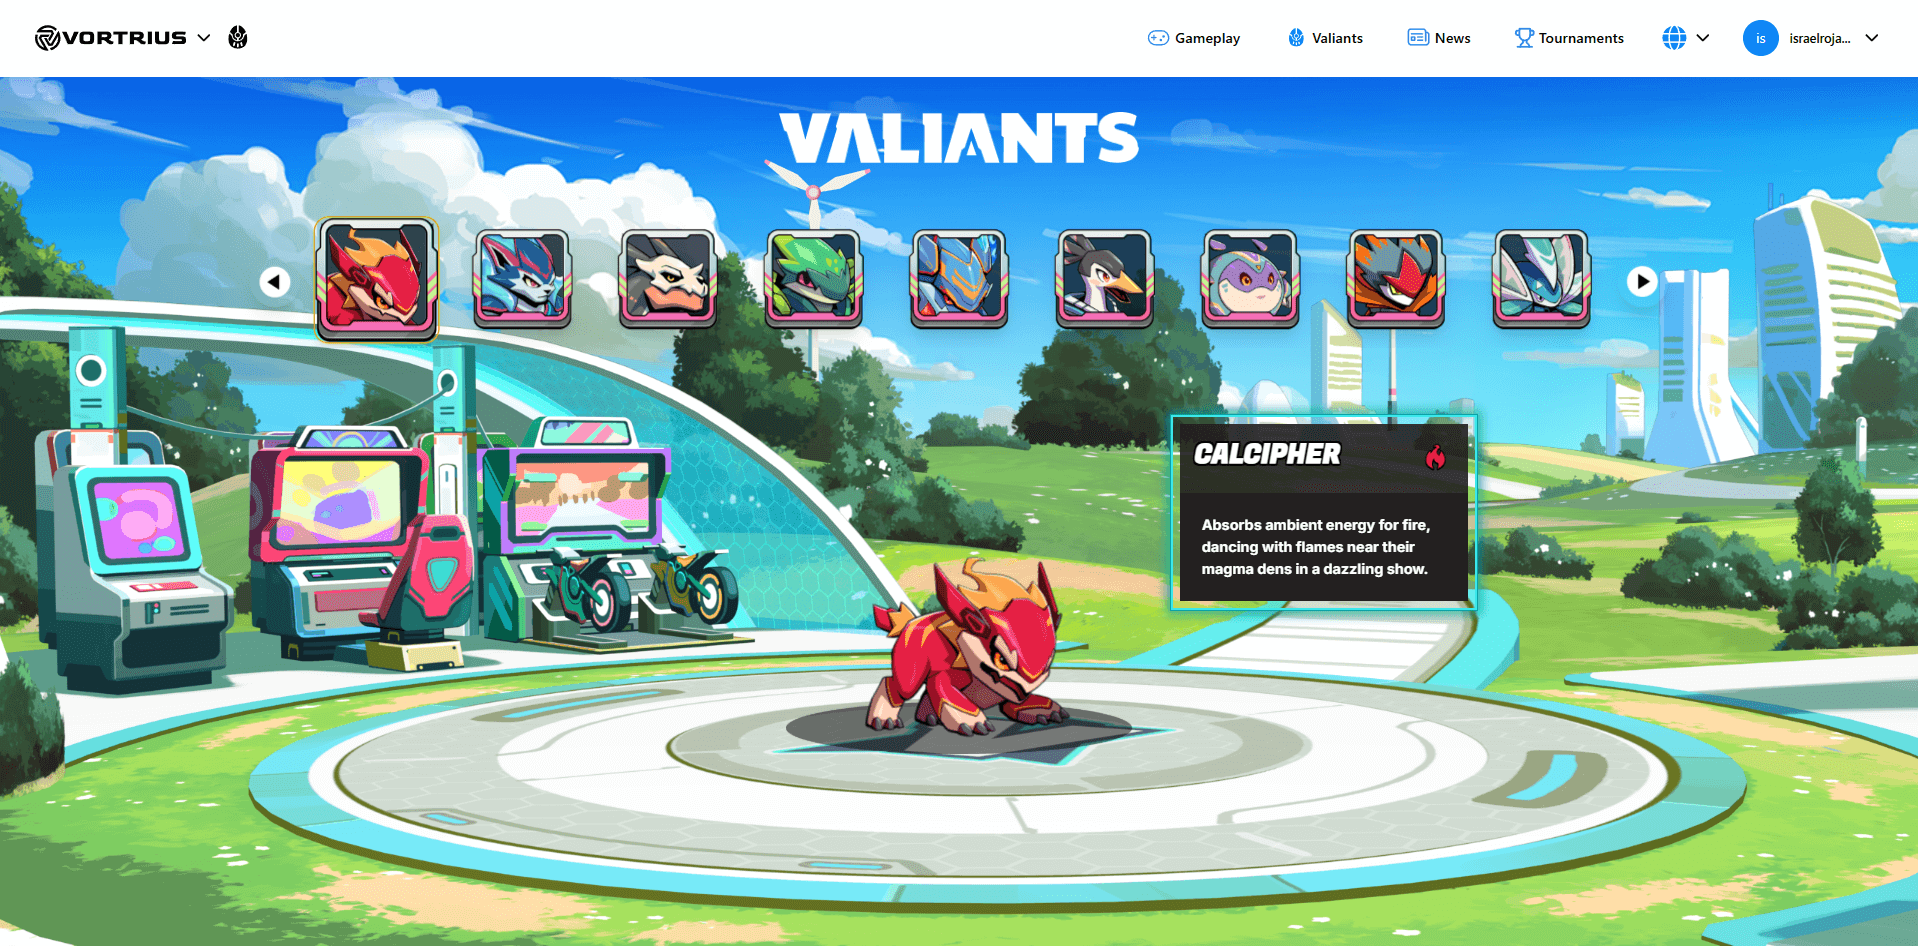 VORTRIUS
Gameplay
Valiants
News
Tournaments
is
israelroja...
VALIANTS
CALCIPHER
Absorbs ambient energy for fire,
dancing with flames near their
magma dens in a dazzling show.